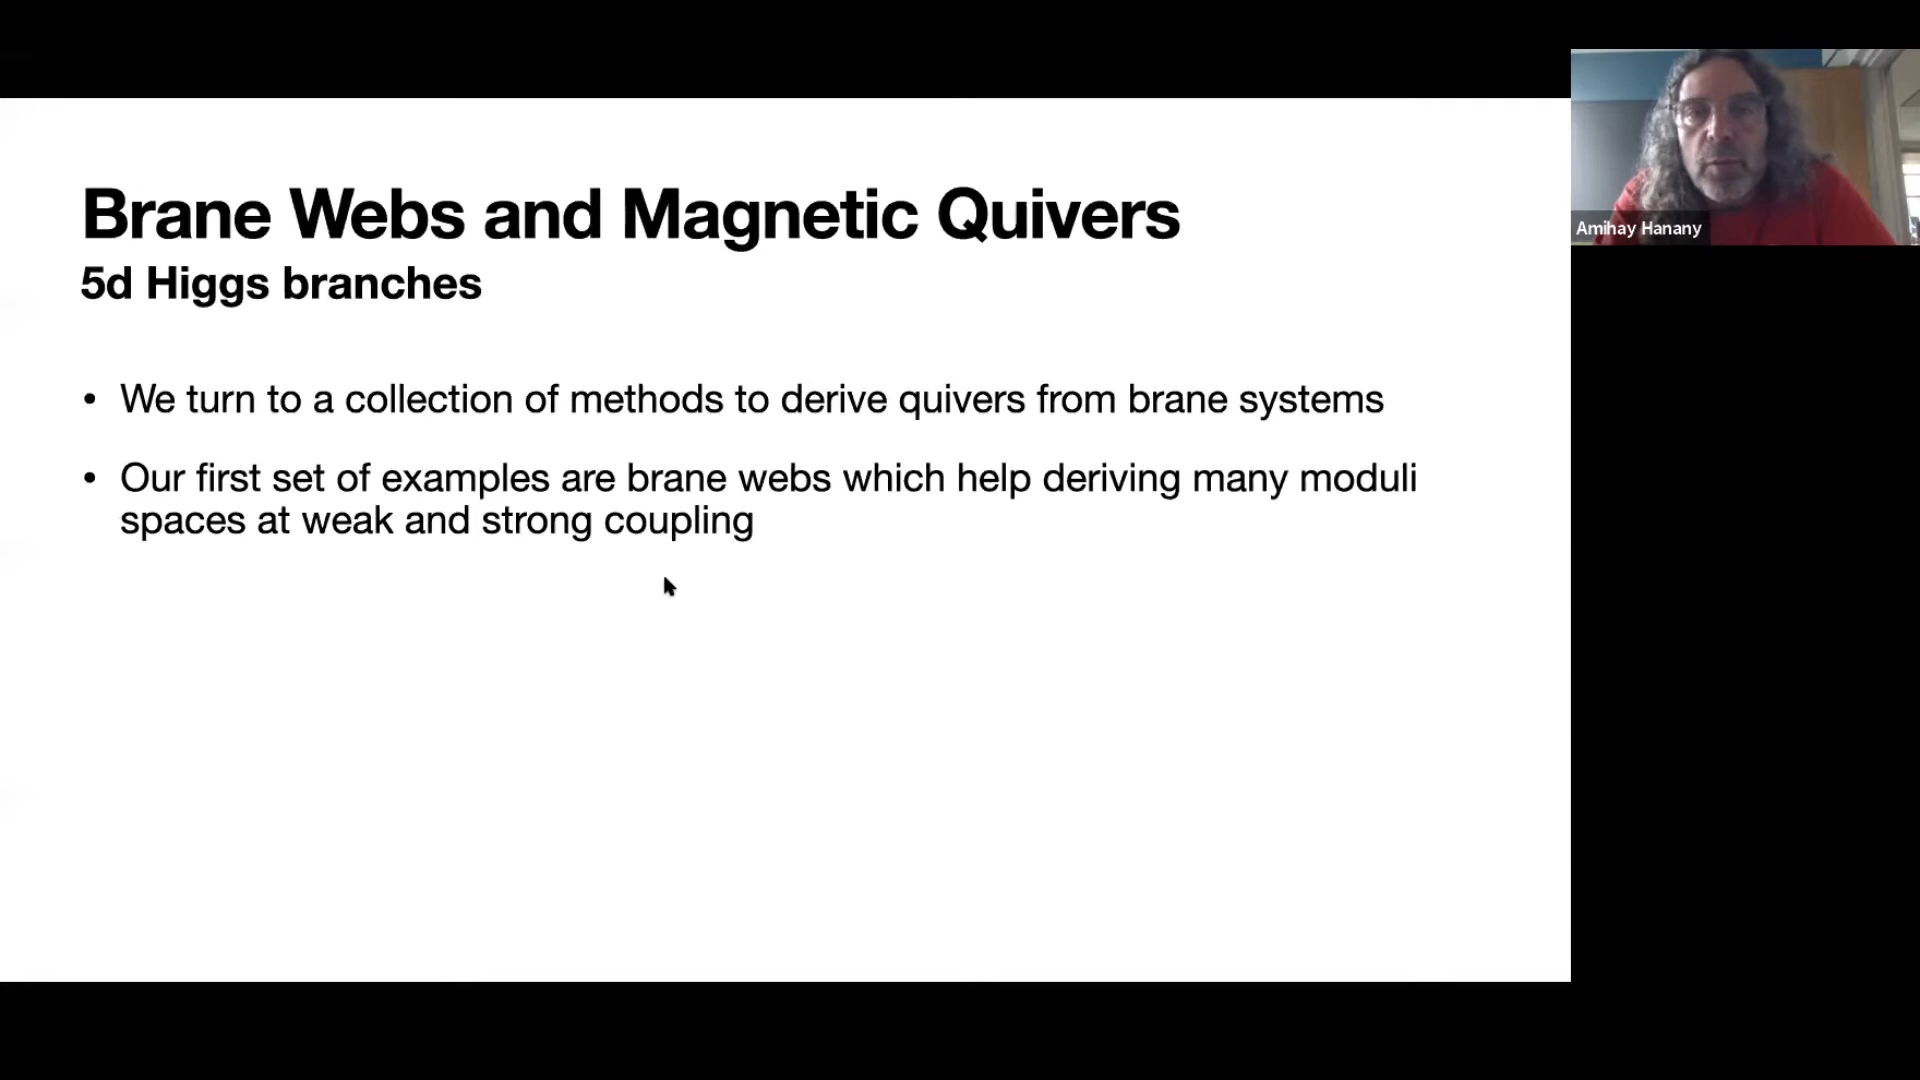 Brane Webs and Magnetic Quivers
5d Higgs branches
• We turn to a collection of methods to derive quivers from brane systems
• Our first set of examples are brane webs which help deriving many moduli
spaces at weak and strong coupling
Amihay Hanany